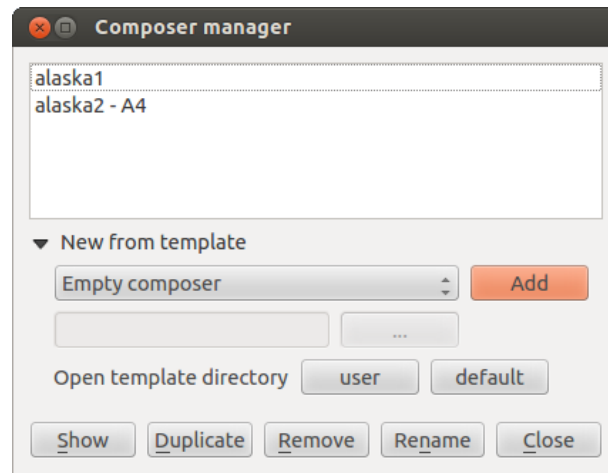 Composer manager
alaska1
alaska2 - A4
New from template
Empty composer Add
...
Open template directory user default
Show Duplicate Remove Rename Close